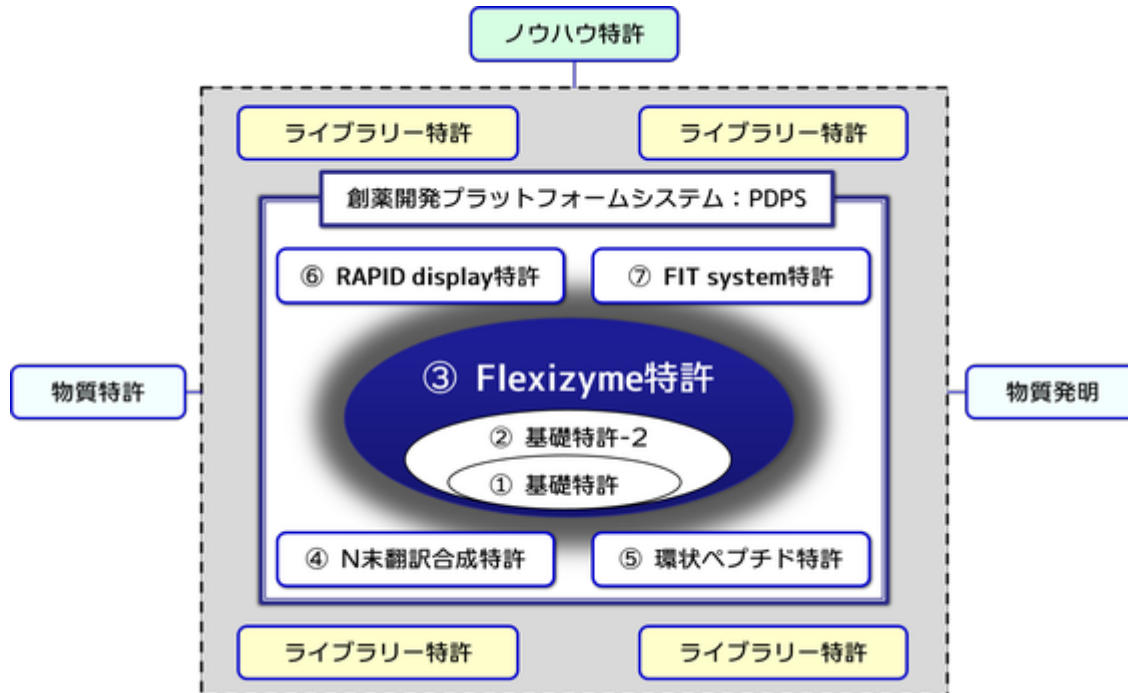 ノウハウ特許
ライブラリー特許
ライブラリー特許
創薬開発プラットフォームシステム：PDPS
⑥ RAPID display特許
⑦ FIT system特許
③ Flexizyme特許
物質特許
物質発明
② 基礎特許-2
① 基礎特許
④ N末翻訳合成特許
⑤ 環状ペプチド特許
ライブラリー特許
ライブラリー特許